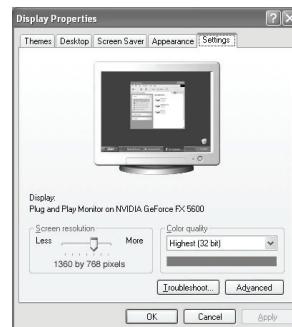 Display Properties
Themes Desktop Screen Saver Appearance Settings
Display:
Plug and Play Monitor on NVIDIA GeForce FX 5600
Screen resolution
Less More
1360 by 768 pixels
Color quality
Highest (32 bit)
Troubleshoot... Advanced
OK Cancel Apply